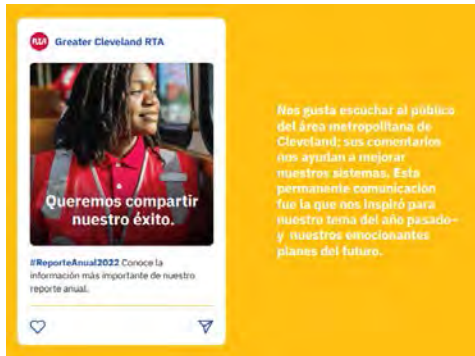 RTA
Greater Cleveland RTA
Queremos compartir
nuestro éxito.
#ReporteAnual2022 Conoce la
información más importante de nuestro
reporte anual.
Nos gusta escuchar al público
del área metropolitana de
Cleveland; sus comentarios
nos ayudan a mejorar
nuestros sistemas. Esta
permanente comunicación
fue la que nos inspiró para
nuestro tema del año pasado–
y nuestros emocionantes
planes del futuro.